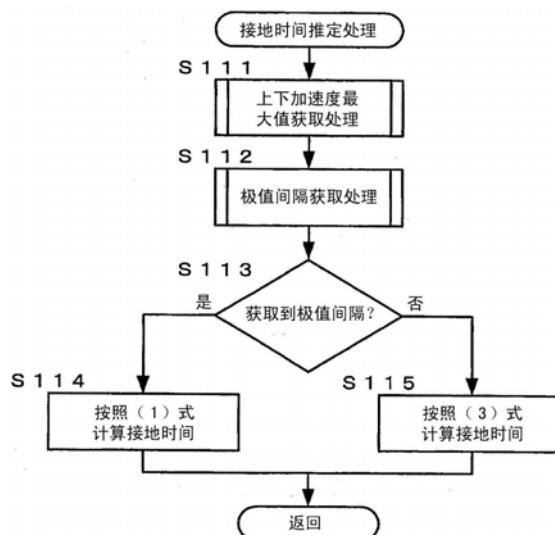 接地时间推定处理
S111
上下加速度最
大值获取处理
S112
极值间隔获取处理
S113
获取到极值间隔?
是
否
S114
按照(1)式
计算接地时间
S115
按照(3)式
计算接地时间
返回